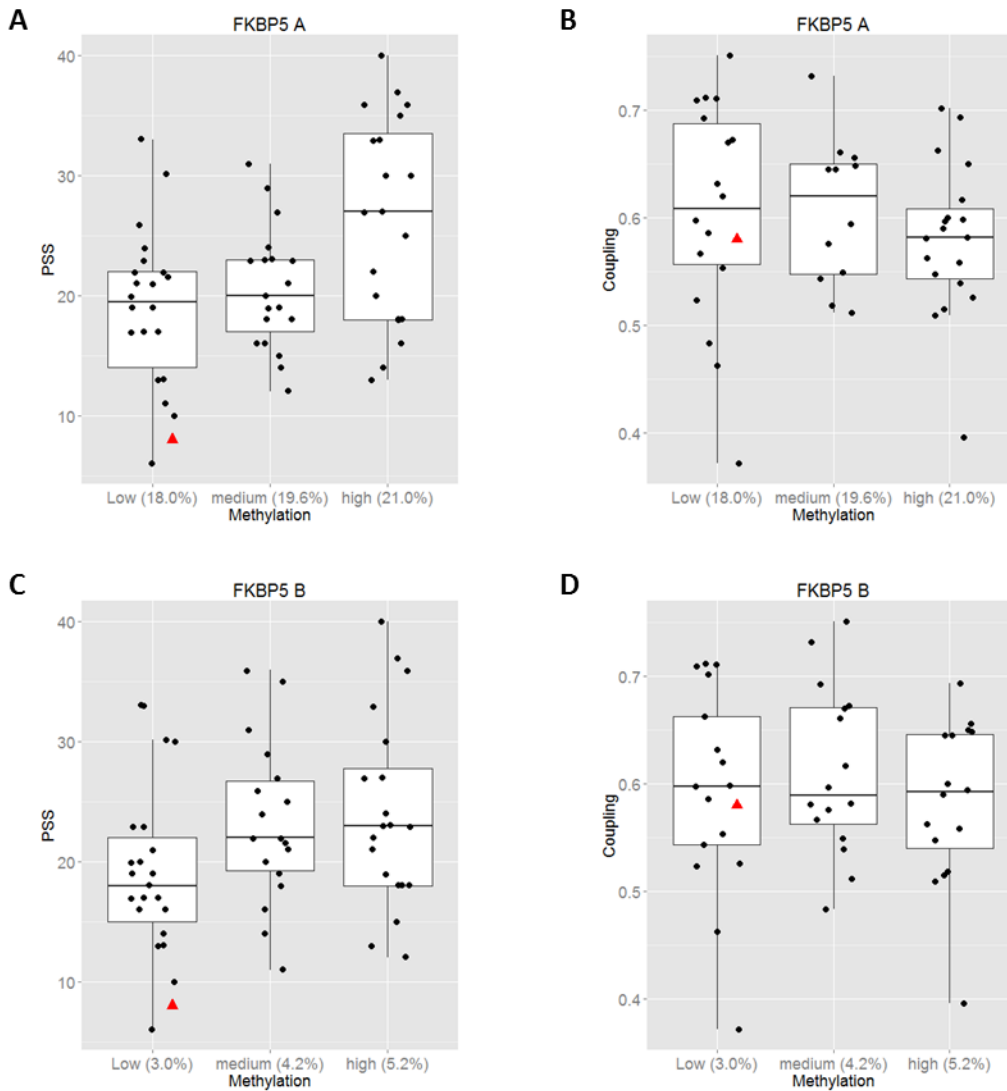 A
FKBP5 A
PSS
40
30
20
10
Low (18.0%) medium (19.6%) high (21.0%)
Methylation
B
FKBP5 A
Coupling
0.7
0.6
0.5
0.4
Low (18.0%) medium (19.6%) high (21.0%)
Methylation
C
FKBP5 B
PSS
40
30
20
10
Low (3.0%) medium (4.2%) high (5.2%)
Methylation
D
FKBP5 B
Coupling
0.7
0.6
0.5
0.4
Low (3.0%) medium (4.2%) high (5.2%)
Methylation